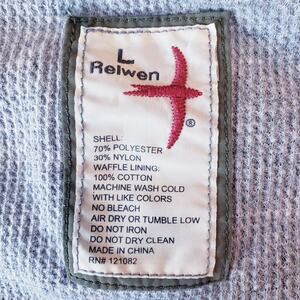 L
Relwen
®
SHELL:
70% POLYESTER
30% NYLON
WAFFLE LINING:
100% COTTON
MACHINE WASH COLD
WITH LIKE COLORS
NO BLEACH
AIR DRY OR TUMBLE LOW
DO NOT IRON
DO NOT DRY CLEAN
MADE IN CHINA
RN# 121082